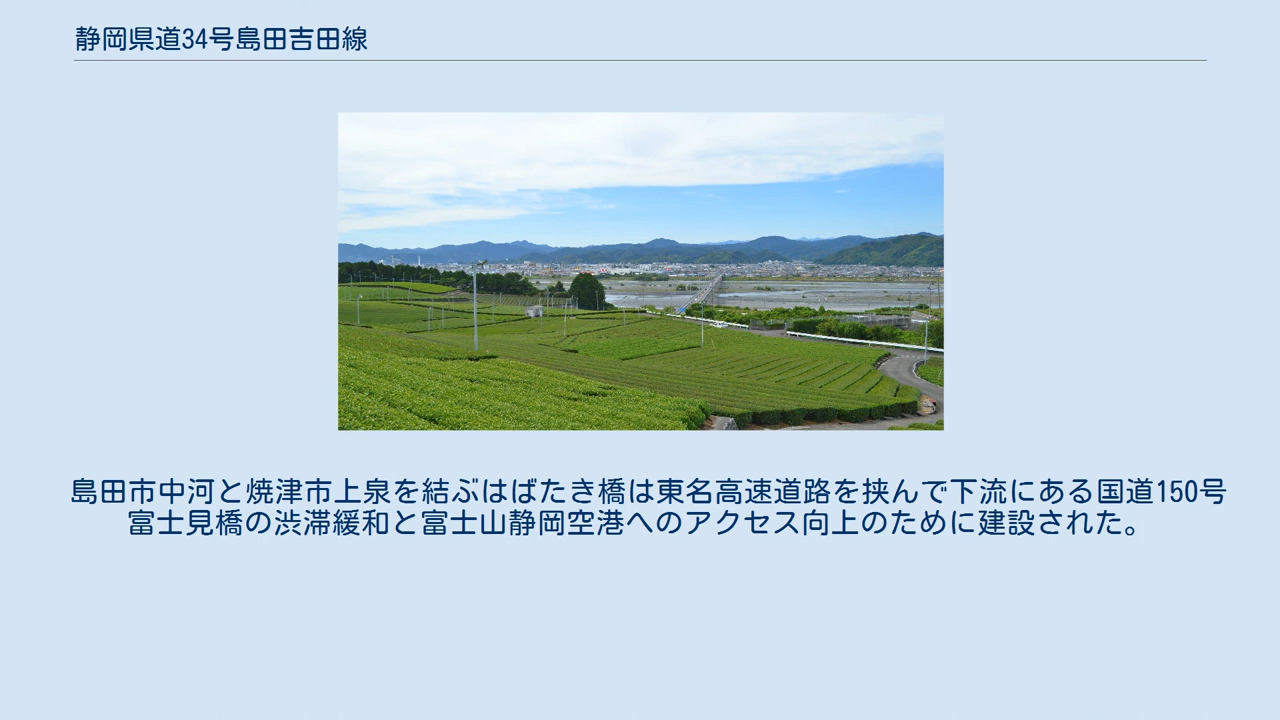 静岡県道34号島田吉田線
島田市中河と焼津市上泉を結ぶはばたき橋は東名高速道路を挟んで下流にある国道150号
富士見橋の渋滞緩和と富士山静岡空港へのアクセス向上のために建設された。